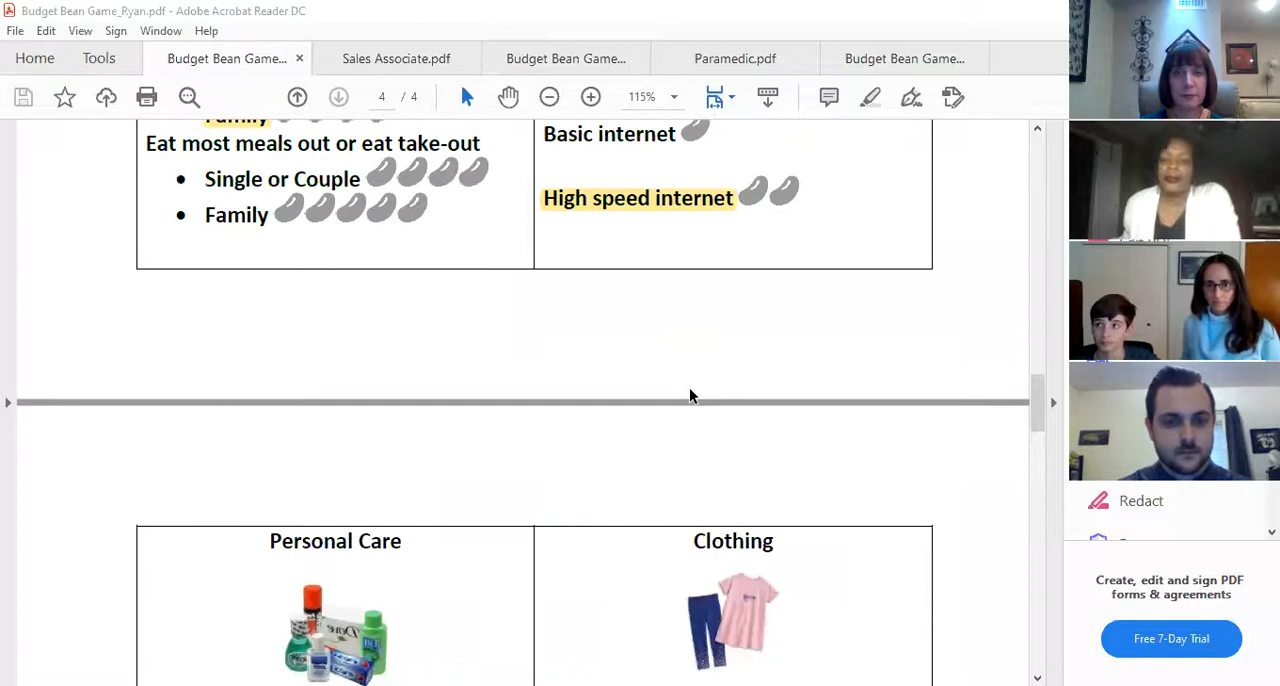 Budget Bean Game_Ryan.pdf - Adobe Acrobat Reader DC
File Edit View Sign Window Help
Home Tools Budget Bean Game... × Sales Associate.pdf Budget Bean Game... Paramedic.pdf Budget Bean Game...
4 / 4 115%
Family
Eat most meals out or eat take-out
• Single or Couple
• Family
Basic internet
High speed internet
Personal Care
Clothing
Redact
Create, edit and sign PDF
forms & agreements
Free 7-Day Trial